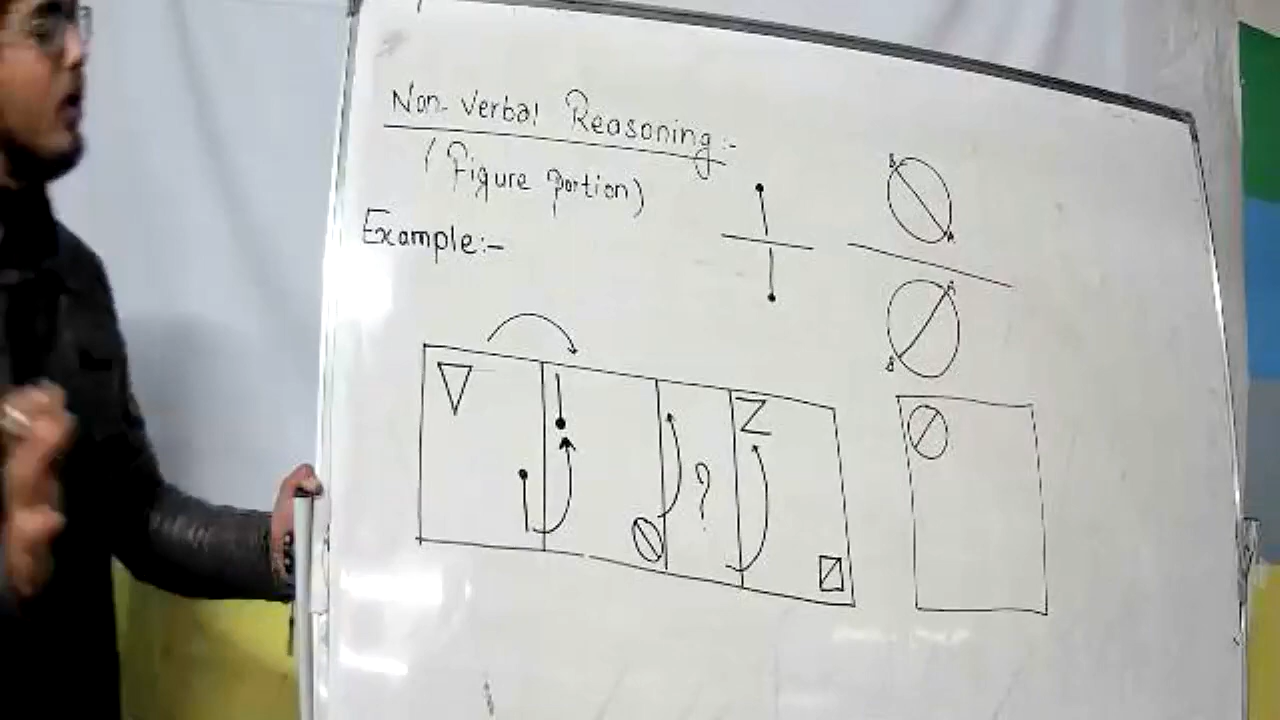 Non-Verbal Reasoning:-
(Figure portion)
Example:-
B
A
A
B
?
Z